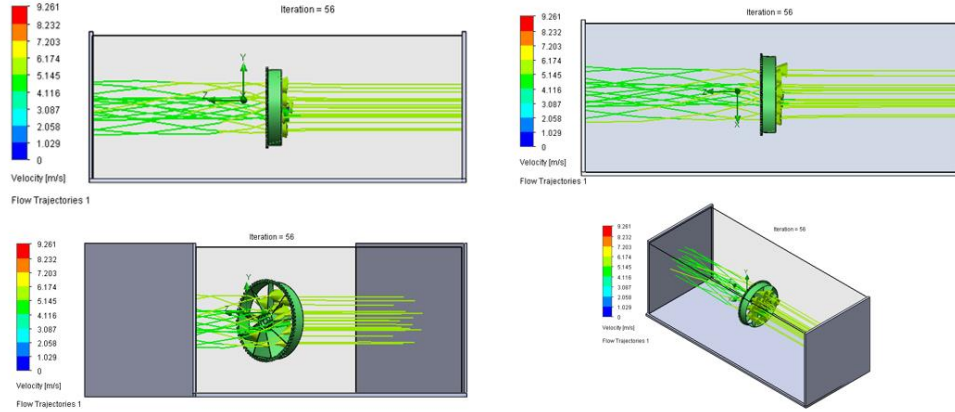 Iteration = 56
9.261
8.232
7.203
6.174
5.145
4.116
3.087
2.058
1.029
0
Velocity [m/s]
Flow Trajectories 1
Y
Z
Iteration = 56
9.261
8.232
7.203
6.174
5.145
4.116
3.087
2.058
1.029
0
Velocity [m/s]
Flow Trajectories 1
Z
X
Iteration = 56
9.261
8.232
7.203
6.174
5.145
4.116
3.087
2.058
1.029
0
Velocity [m/s]
Flow Trajectories 1
Y
Iteration = 56
9.261
8.232
7.203
6.174
5.145
4.116
3.087
2.058
1.029
0
Velocity [m/s]
Flow Trajectories 1
Y